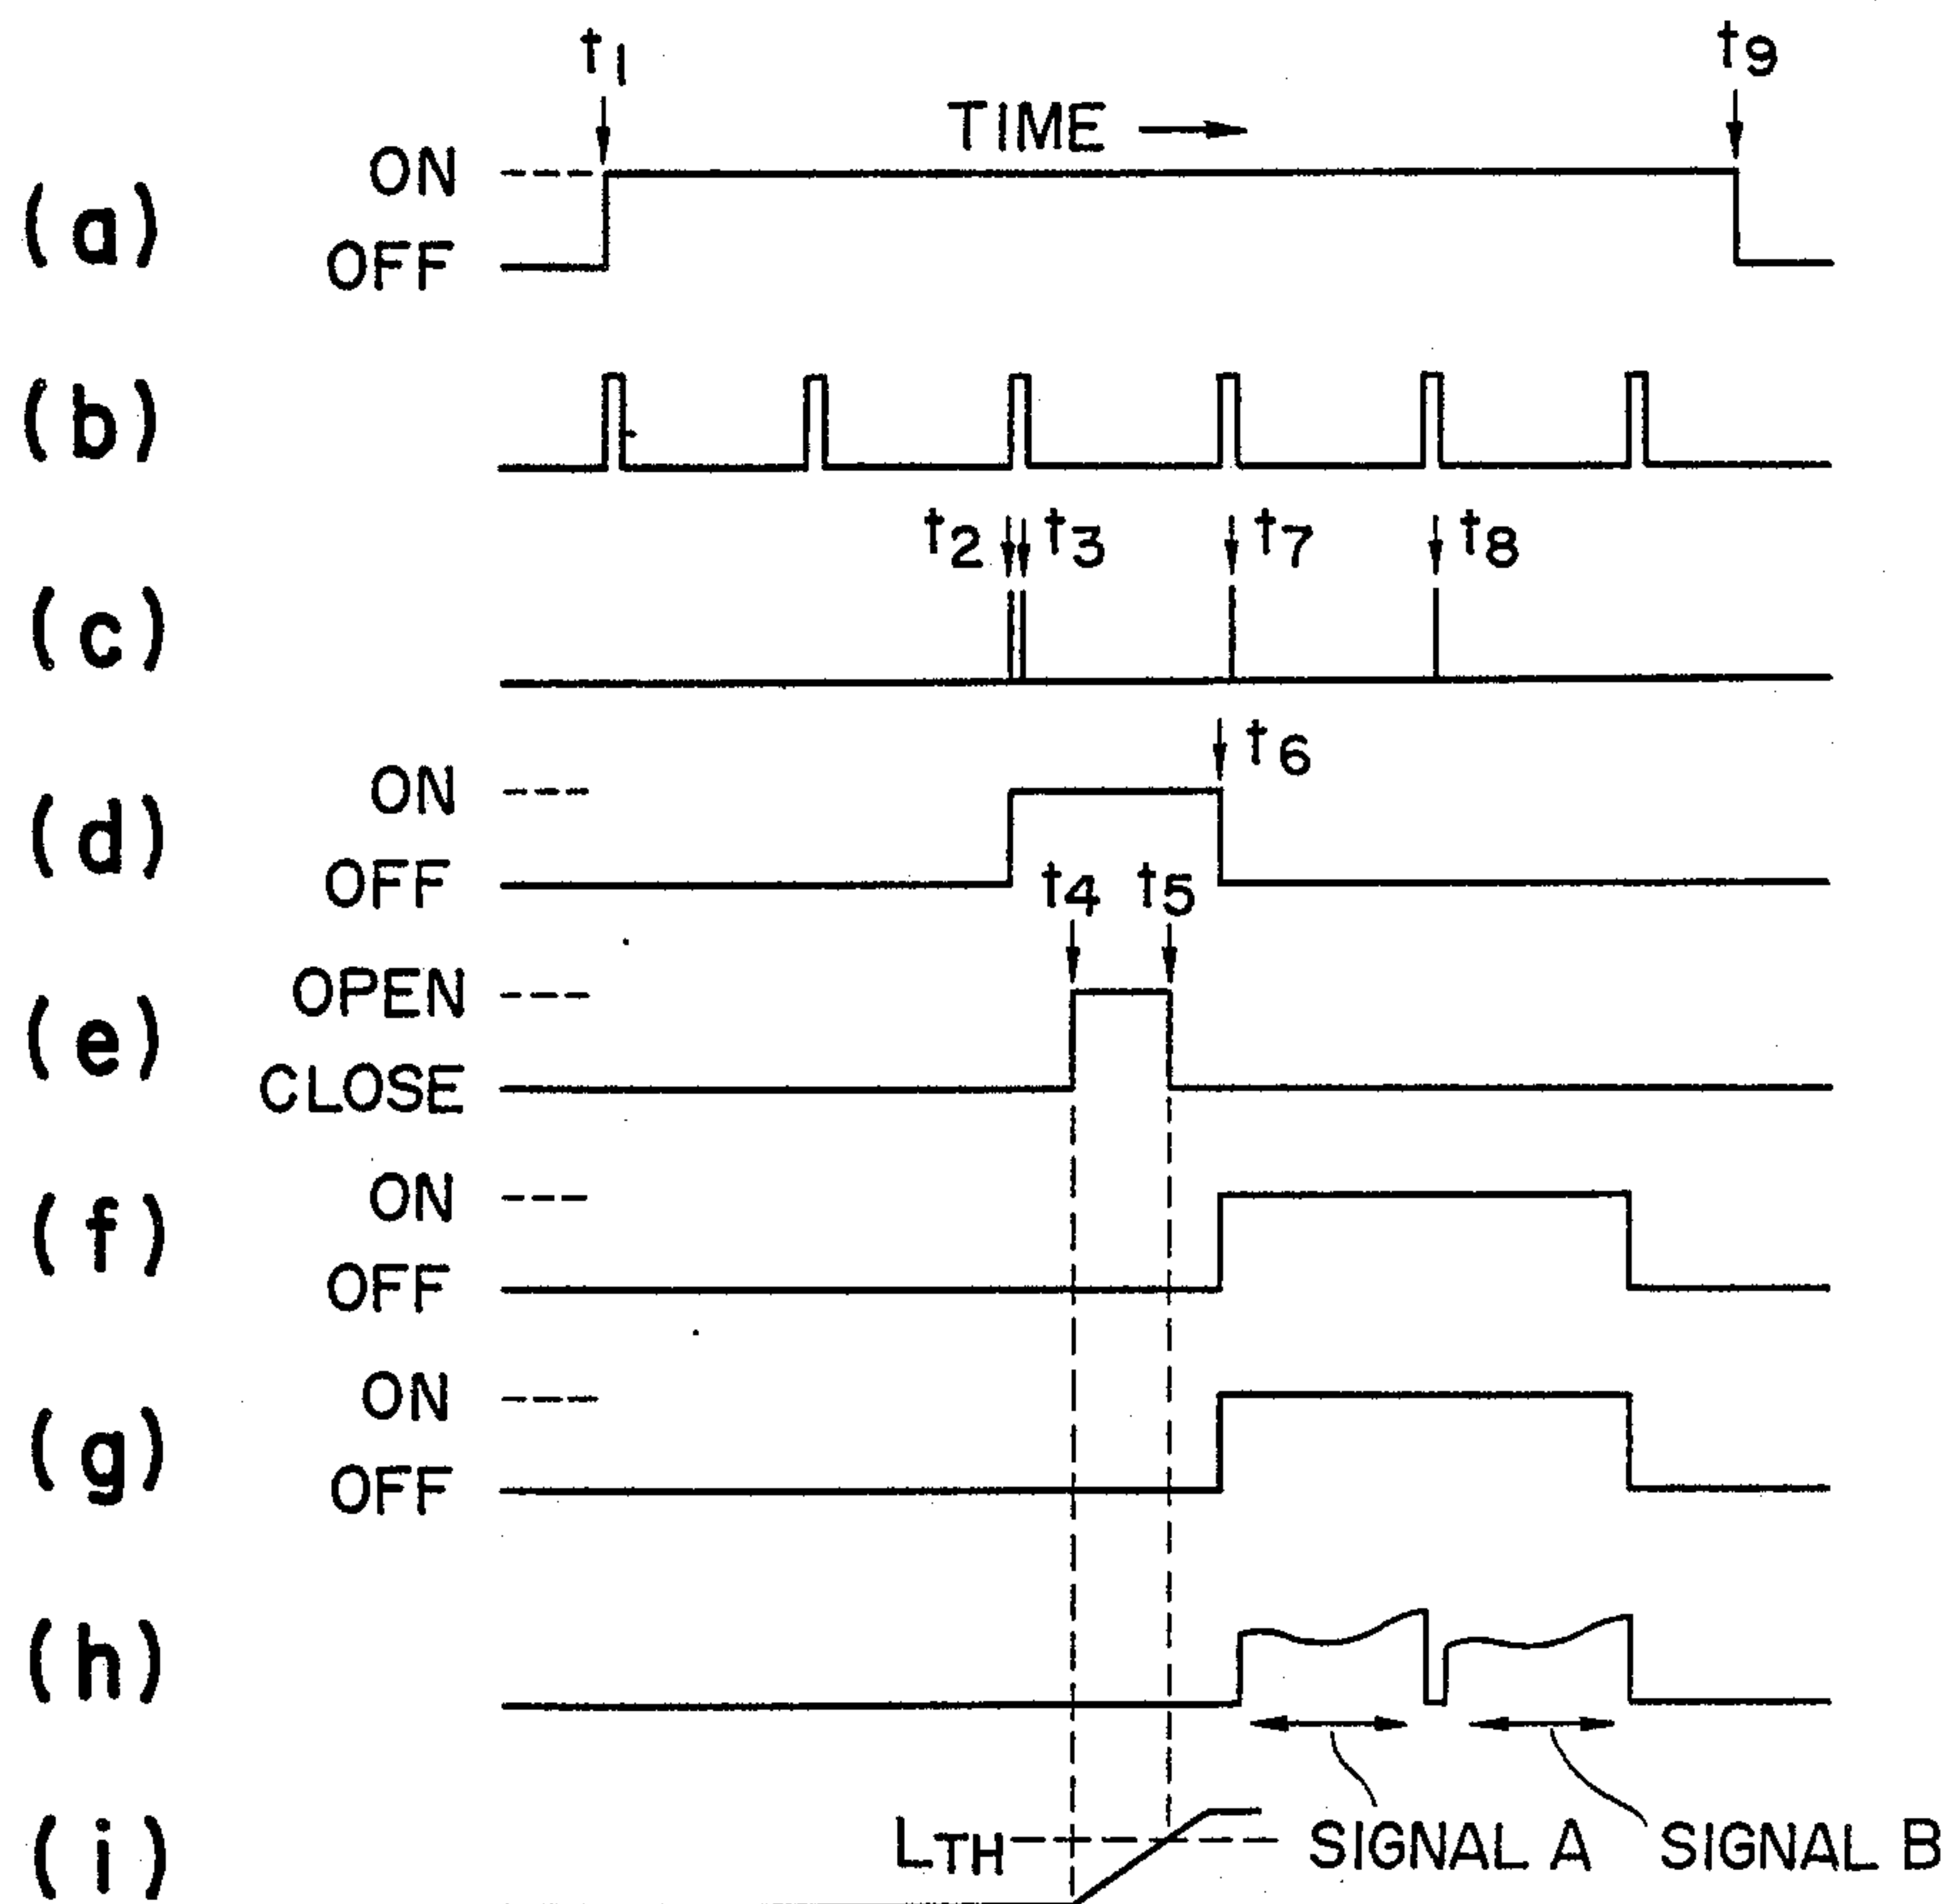 t1
t9
TIME
ON
(a)
OFF
(b)
t2 t3 t7 t8
(c)
t6
ON
(d)
OFF
t4 t5
OPEN
(e)
CLOSE
ON
(f)
OFF
ON
(g)
OFF
(h)
LTH
SIGNAL A SIGNAL B
(i)